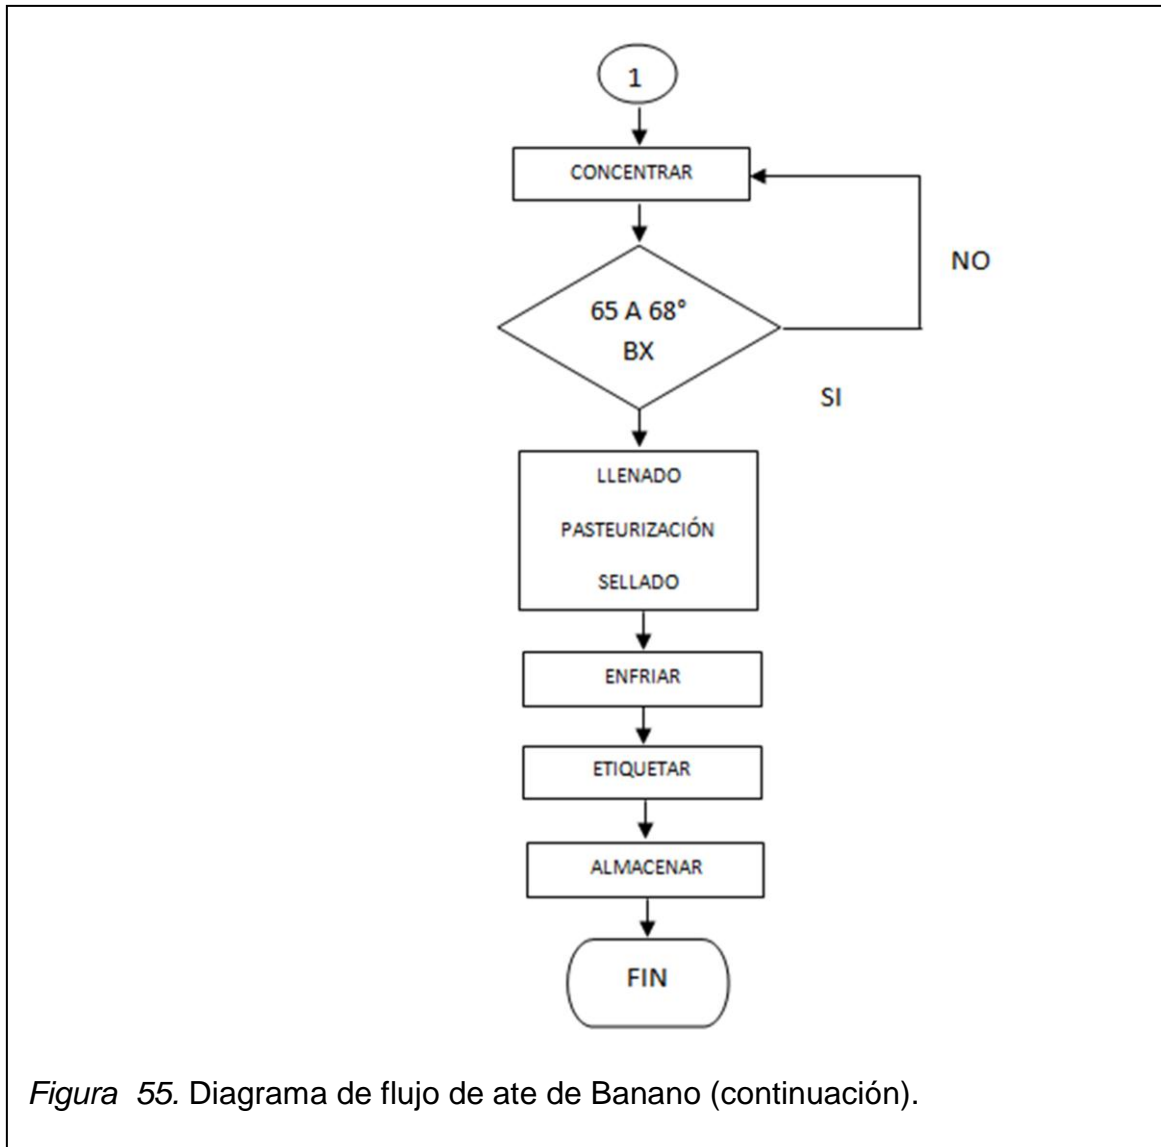 1
CONCENTRAR
NO
65 A 68°
BX
SI
LLENADO
PASTEURIZACIÓN
SELLADO
ENFRIAR
ETIQUETAR
ALMACENAR
FIN
Figura 55. Diagrama de flujo de ate de Banano (continuación).